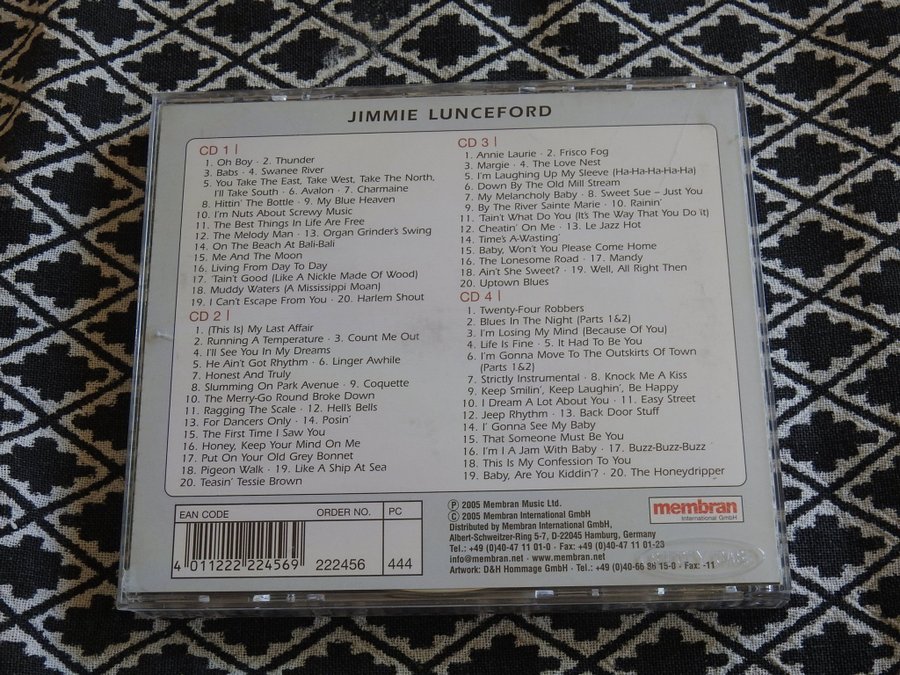 JIMMIE LUNCEFORD
CD 1
1. Oh Boy · 2. Thunder
3. Babs · 4. Swanee River
5. You Take The East, Take West, Take The North,
I'll Take South · 6. Avalon · 7. Charmaine
8. Hittin' The Bottle · 9. My Blue Heaven
10. I'm Nuts About Screwy Music
11. The Best Things In Life Are Free
12. The Melody Man · 13. Organ Grinder's Swing
14. On The Beach At Bali-Bali
15. Me And The Moon
16. Living From Day To Day
17. 'Taint Good (Like A Nickle Made Of Wood)
18. Muddy Waters (A Mississippi Moan)
19. I Can't Escape From You · 20. Harlem Shout
CD 2
1. (This Is) My Last Affair
2. Running A Temperature · 3. Count Me Out
4. I'll See You In My Dreams
5. He Ain't Got Rhythm · 6. Linger Awhile
7. Honest And Truly
8. Slumming On Park Avenue · 9. Coquette
10. The Merry-Go Round Broke Down
11. Ragging The Scale · 12. Hell's Bells
13. For Dancers Only · 14. Posin'
15. The First Time I Saw You
16. Honey, Keep Your Mind On Me
17. Put On Your Old Grey Bonnet
18. Pigeon Walk · 19. Like A Ship At Sea
20. Teasin' Tessie Brown
CD 3
1. Annie Laurie · 2. Frisco Fog
3. Margie · 4. The Love Nest
5. I'm Laughing Up My Sleeve (Ha-Ha-Ha-Ha-Ha)
6. Down By The Old Mill Stream
7. My Melancholy Baby · 8. Sweet Sue – Just You
9. By The River Sainte Marie · 10. Rainin'
11. 'Tain't What Do You (It's The Way That You Do it)
12. Cheatin' On Me · 13. Le Jazz Hot
14. Time's A-Wasting'
15. Baby, Won't You Please Come Home
16. The Lonesome Road · 17. Mandy
18. Ain't She Sweet? · 19. Well, All Right Then
20. Uptown Blues
CD 4
1. Twenty-Four Robbers
2. Blues In The Night (Parts 1&2)
3. I'm Losing My Mind (Because Of You)
4. Life Is Fine · 5. It Had To Be You
6. I'm Gonna Move To The Outskirts Of Town
(Parts 1&2)
7. Strictly Instrumental · 8. Knock Me A Kiss
9. Keep Smilin', Keep Laughin', Be Happy
10. I Dream A Lot About You · 11. Easy Street
12. Jeep Rhythm · 13. Back Door Stuff
14. I' Gonna See My Baby
15. That Someone Must Be You
16. I'm I A Jam With Baby · 17. Buzz-Buzz-Buzz
18. This Is My Confession To You
19. Baby, Are You Kiddin'? · 20. The Honeydripper
EAN CODE
ORDER NO.
PC
4 011222 224569
222456
444
℗ 2005 Membran Music Ltd.
© 2005 Membran International GmbH
Distributed by Membran International GmbH,
Albert-Schweitzer-Ring 5-7, D-22045 Hamburg, Germany
Tel.: +49 (0)40-47 11 01-0 · Fax: +49 (0)40-47 11 01-23
info@membran.net · www.membran.net
Artwork: D&H Hommage GmbH · Tel.: +49 (0)40-66 86 15-0 · Fax: -11
membran
International GmbH